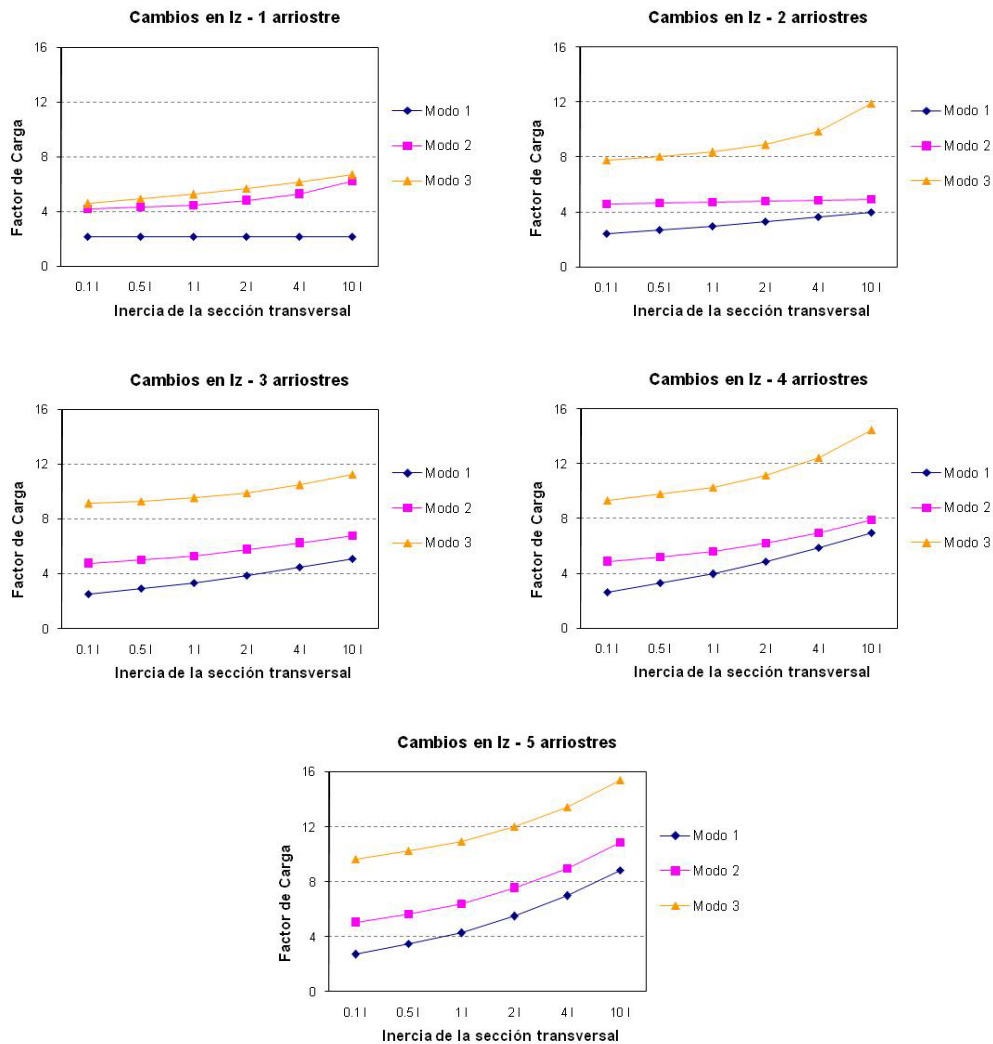 Cambios en Iz - 1 arriostre
16
12
8
4
0
Factor de Carga
0.1 I 0.5 I 1 I 2 I 4 I 10 I
Inercia de la sección transversal
Modo 1
Modo 2
Modo 3
Cambios en Iz - 2 arriostres
16
12
8
4
0
Factor de Carga
0.1 I 0.5 I 1 I 2 I 4 I 10 I
Inercia de la sección transversal
Modo 1
Modo 2
Modo 3
Cambios en Iz - 3 arriostres
16
12
8
4
0
Factor de Carga
0.1 I 0.5 I 1 I 2 I 4 I 10 I
Inercia de la sección transversal
Modo 1
Modo 2
Modo 3
Cambios en Iz - 4 arriostres
16
12
8
4
0
Factor de Carga
0.1 I 0.5 I 1 I 2 I 4 I 10 I
Inercia de la sección transversal
Modo 1
Modo 2
Modo 3
Cambios en Iz - 5 arriostres
16
12
8
4
0
Factor de Carga
0.1 I 0.5 I 1 I 2 I 4 I 10 I
Inercia de la sección transversal
Modo 1
Modo 2
Modo 3